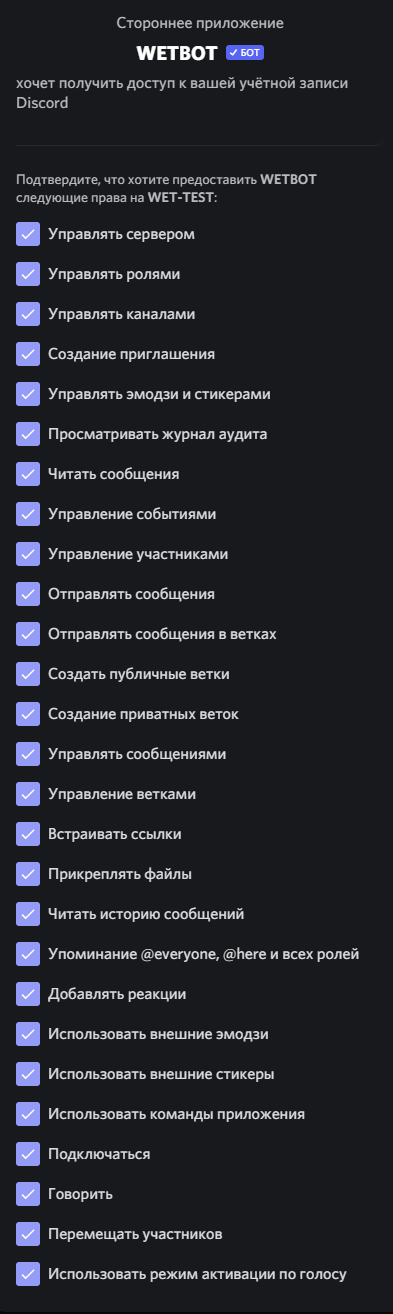 Стороннее приложение
WETBOT БОТ
хочет получить доступ к вашей учётной записи
Discord
Подтвердите, что хотите предоставить WETBOT
следующие права на WET-TEST:
Управлять сервером
Управлять ролями
Управлять каналами
Создание приглашения
Управлять эмодзи и стикерами
Просматривать журнал аудита
Читать сообщения
Управление событиями
Управление участниками
Отправлять сообщения
Отправлять сообщения в ветках
Создать публичные ветки
Создание приватных веток
Управлять сообщениями
Управление ветками
Встраивать ссылки
Прикреплять файлы
Читать историю сообщений
Упоминание @everyone, @here и всех ролей
Добавлять реакции
Использовать внешние эмодзи
Использовать внешние стикеры
Использовать команды приложения
Подключаться
Говорить
Перемещать участников
Использовать режим активации по голосу